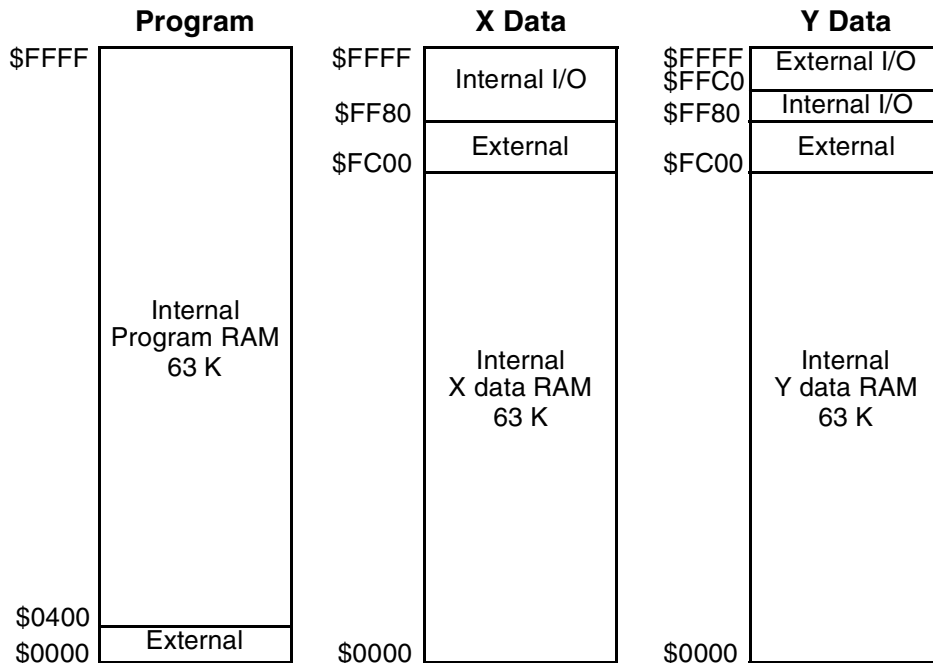 Program
$FFFF
Internal
Program RAM
63 K
$0400
External
$0000
X Data
$FFFF
Internal I/O
$FF80
External
$FC00
Internal
X data RAM
63 K
$0000
Y Data
$FFFF
External I/O
$FFC0
Internal I/O
$FF80
External
$FC00
Internal
Y data RAM
63 K
$0000